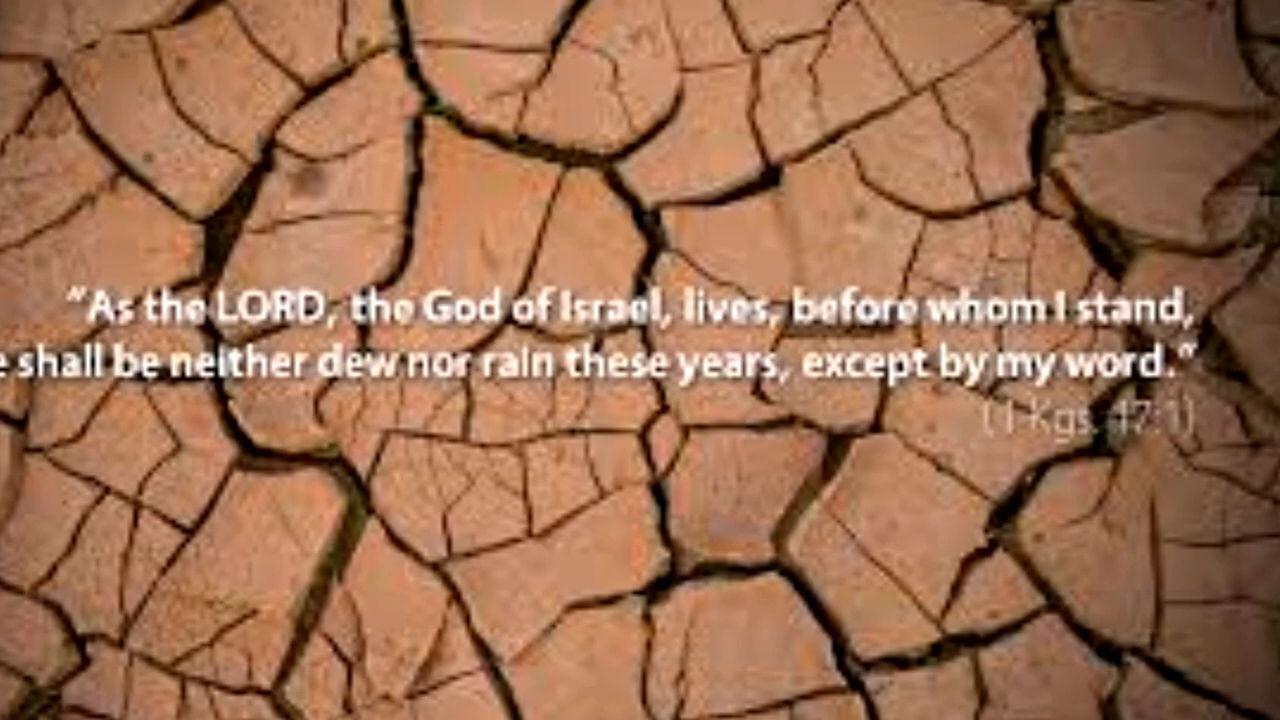 “As the LORD, the God of Israel, lives, before whom I stand,
shall be neither dew nor rain these years, except by my word.”
(1 Kgs. 17:1)